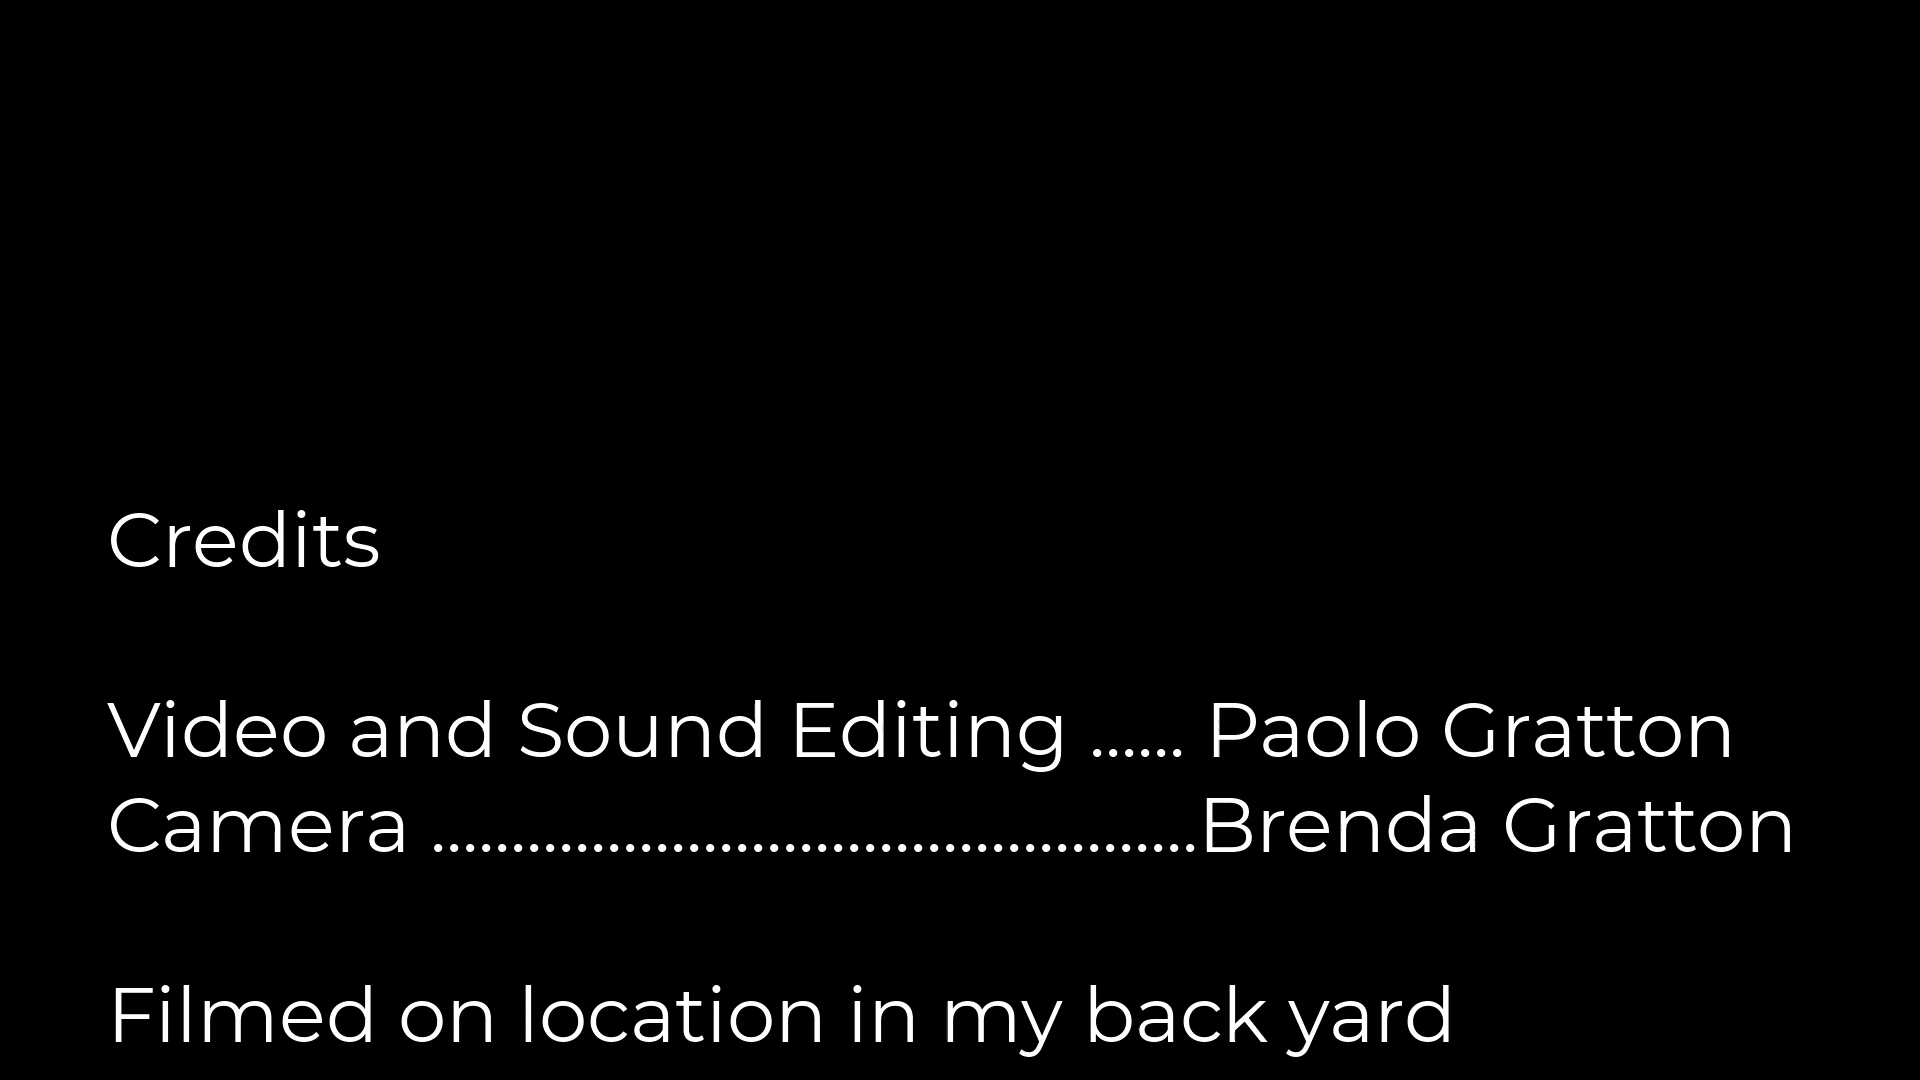 Credits
Video and Sound Editing ...... Paolo Gratton
Camera ................................................Brenda Gratton
Filmed on location in my back yard